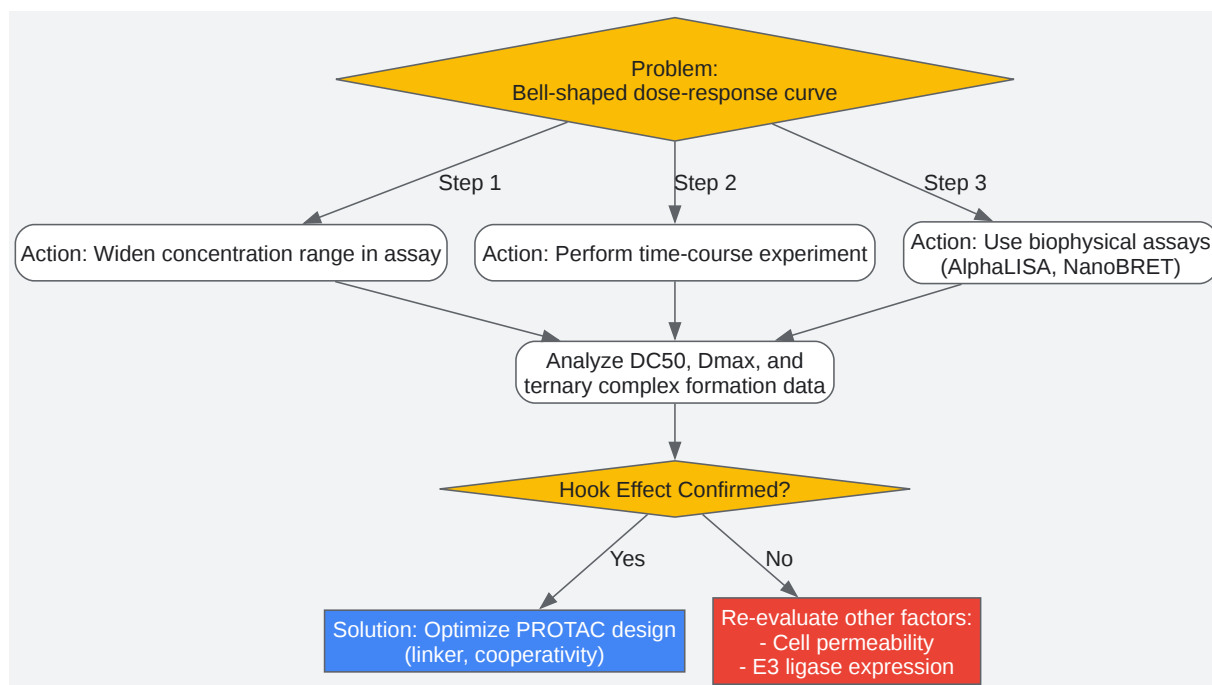 Problem:
Bell-shaped dose-response curve
Step 1
Step 2
Step 3
Action: Widen concentration range in assay
Action: Perform time-course experiment
Action: Use biophysical assays
(AlphaLISA, NanoBRET)
Analyze DC50, Dmax, and
ternary complex formation data
Hook Effect Confirmed?
Yes
No
Solution: Optimize PROTAC design
(linker, cooperativity)
Re-evaluate other factors:
- Cell permeability
- E3 ligase expression